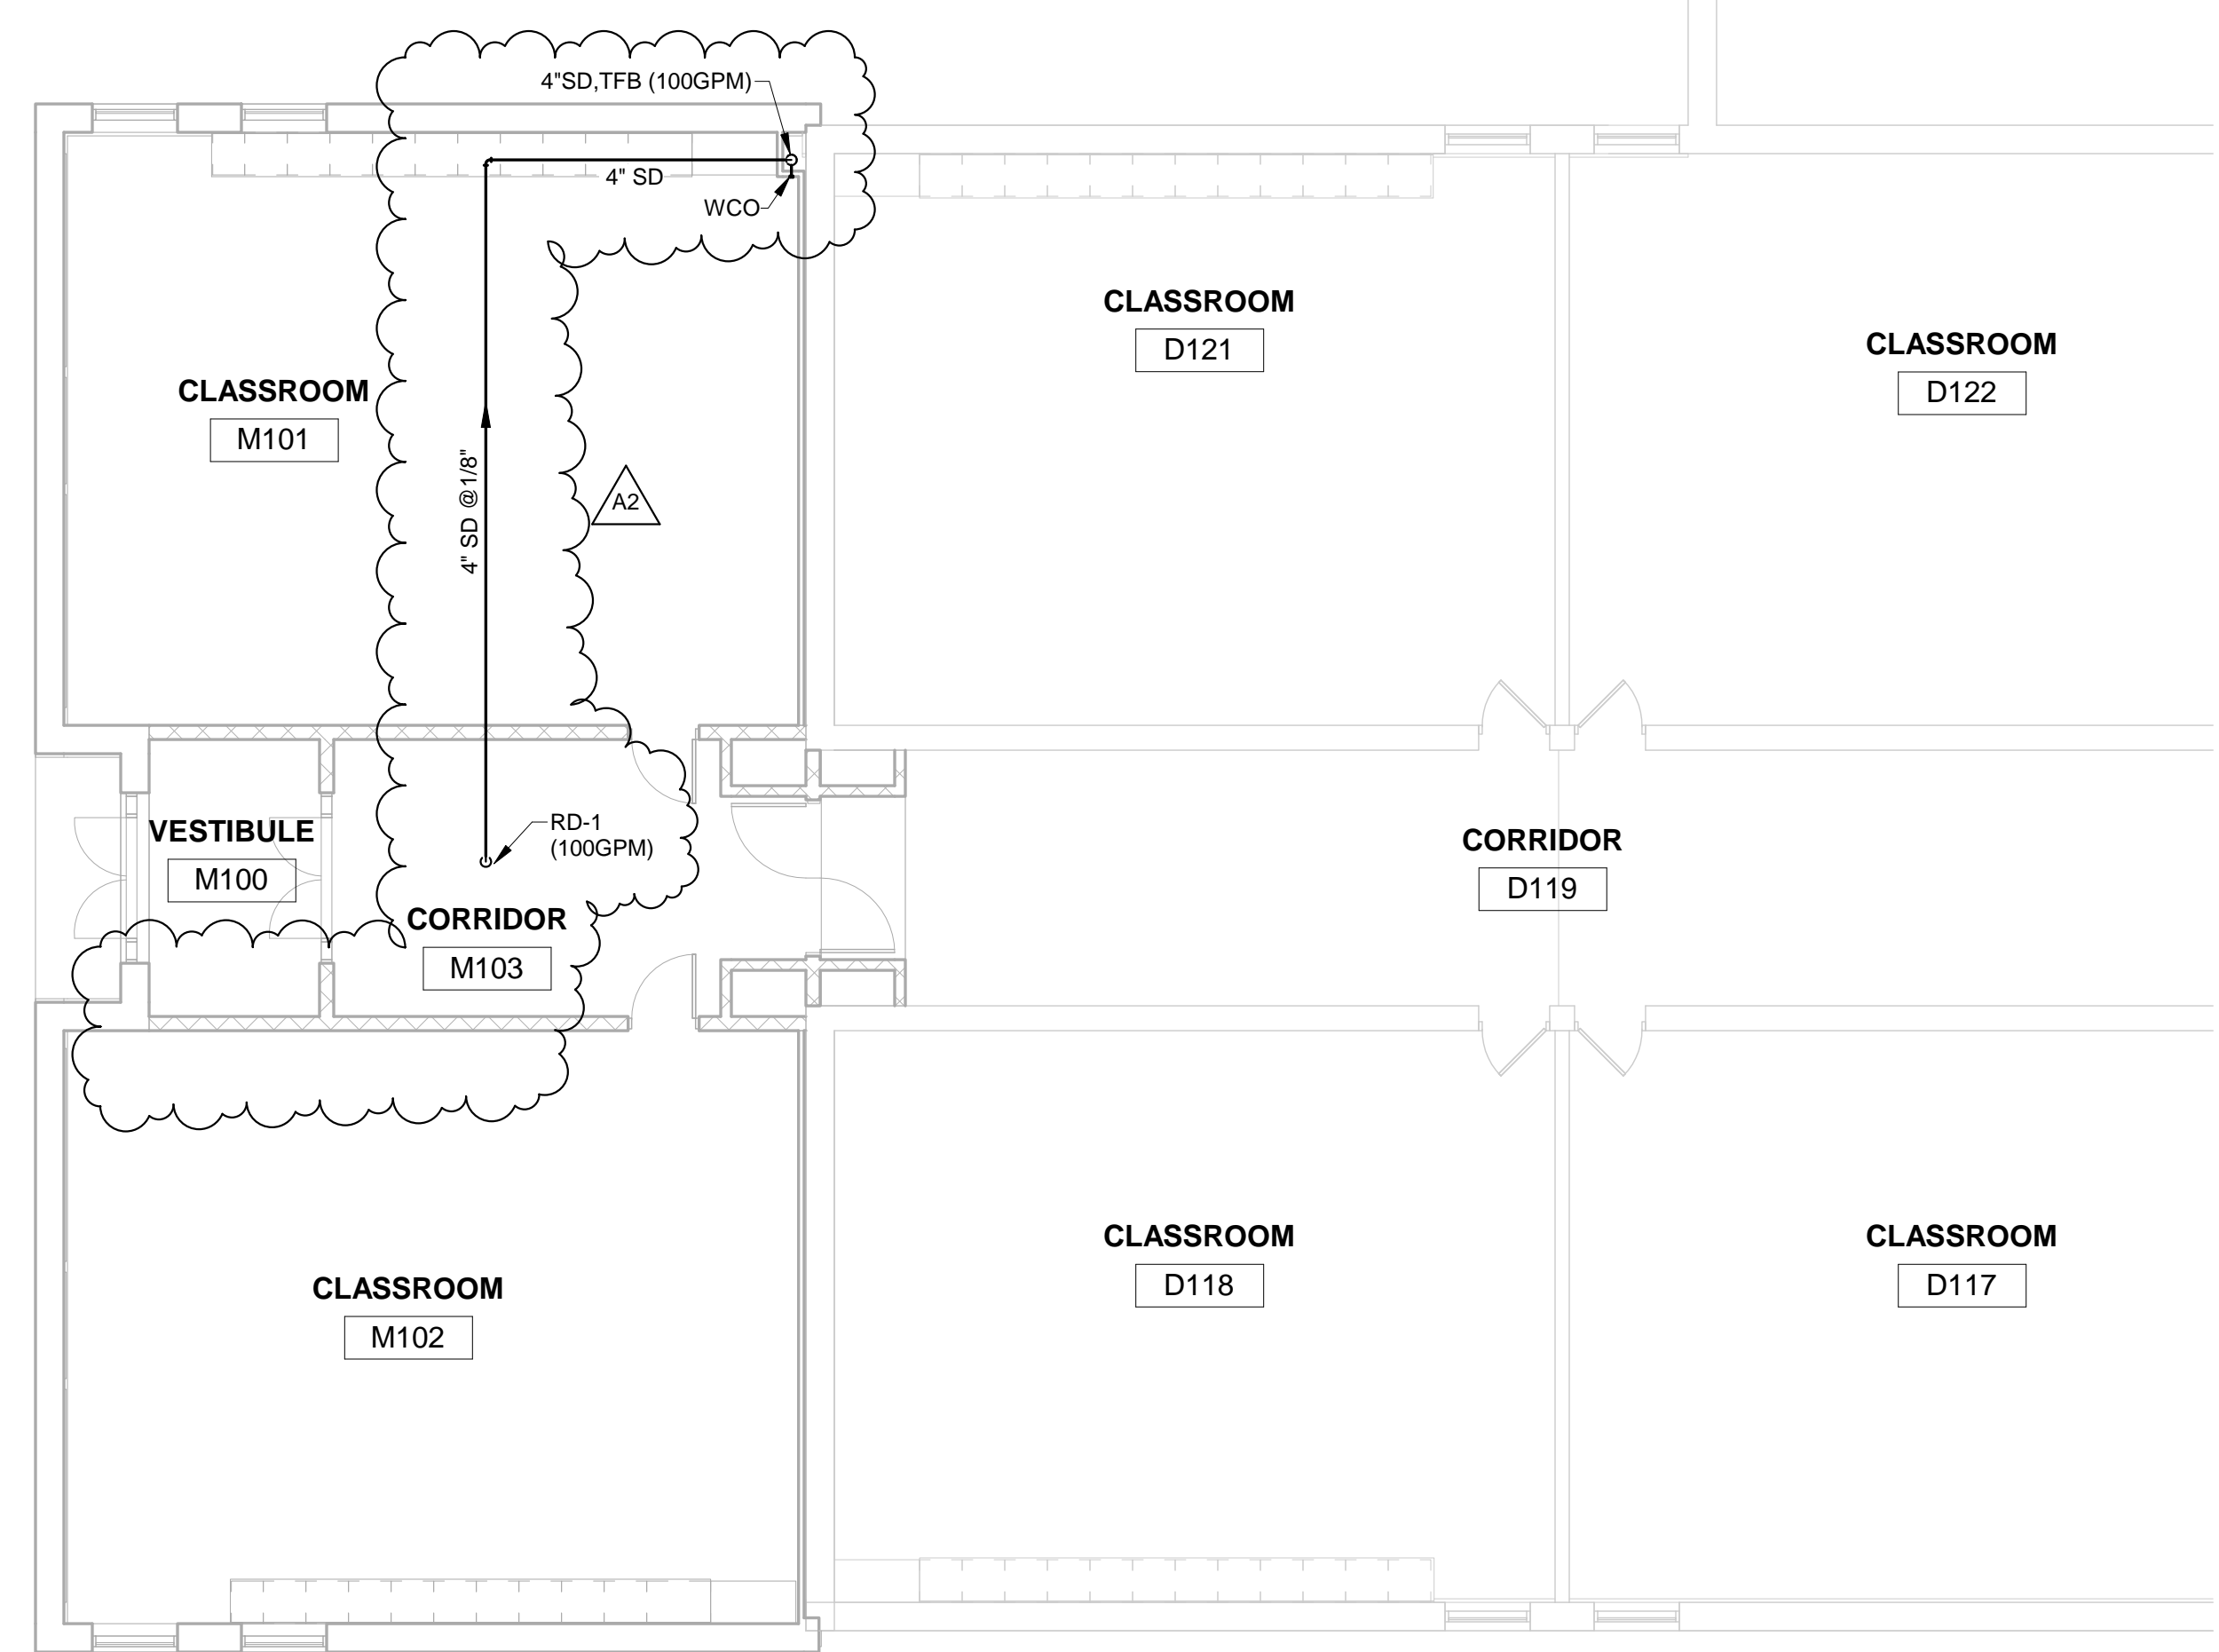 4"SD,TFB (100GPM)
4" SD
WCO
CLASSROOM
D121
CLASSROOM
D122
CLASSROOM
M101
4" SD @1/8"
A2
RD-1
(100GPM)
VESTIBULE
M100
CORRIDOR
D119
CORRIDOR
M103
CLASSROOM
D118
CLASSROOM
D117
CLASSROOM
M102